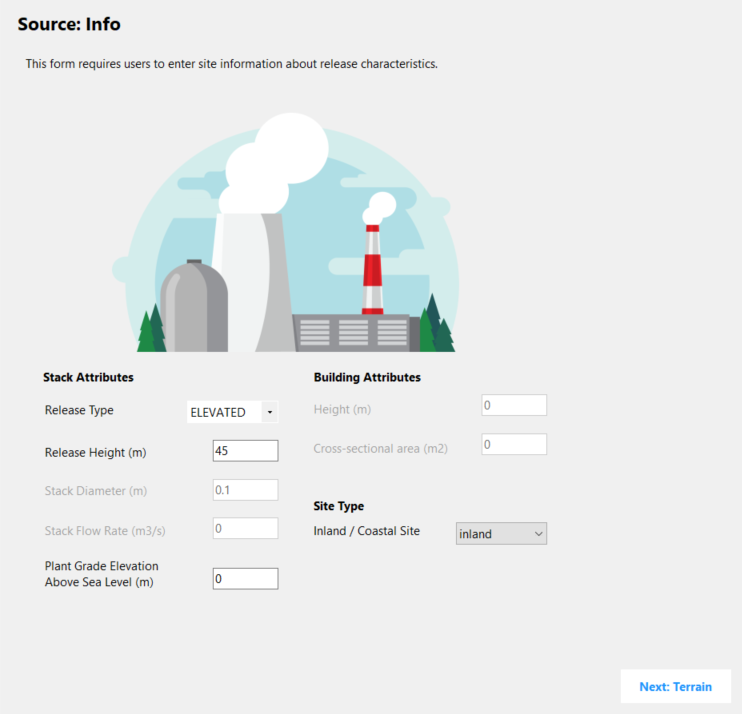 Source: Info
This form requires users to enter site information about release characteristics.
Stack Attributes
Release Type
ELEVATED
Release Height (m)
45
Stack Diameter (m)
0.1
Stack Flow Rate (m3/s)
0
Plant Grade Elevation
Above Sea Level (m)
0
Building Attributes
Height (m)
0
Cross-sectional area (m2)
0
Site Type
Inland / Coastal Site
inland
Next: Terrain